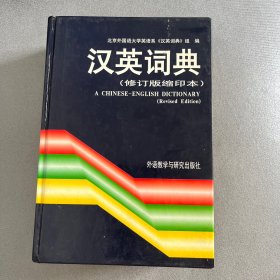 北京外国语大学英语系《汉英词典》组 编
汉英词典
(修订版缩印本)
A CHINESE-ENGLISH DICTIONARY
(Revised Edition)
外语教学与研究出版社